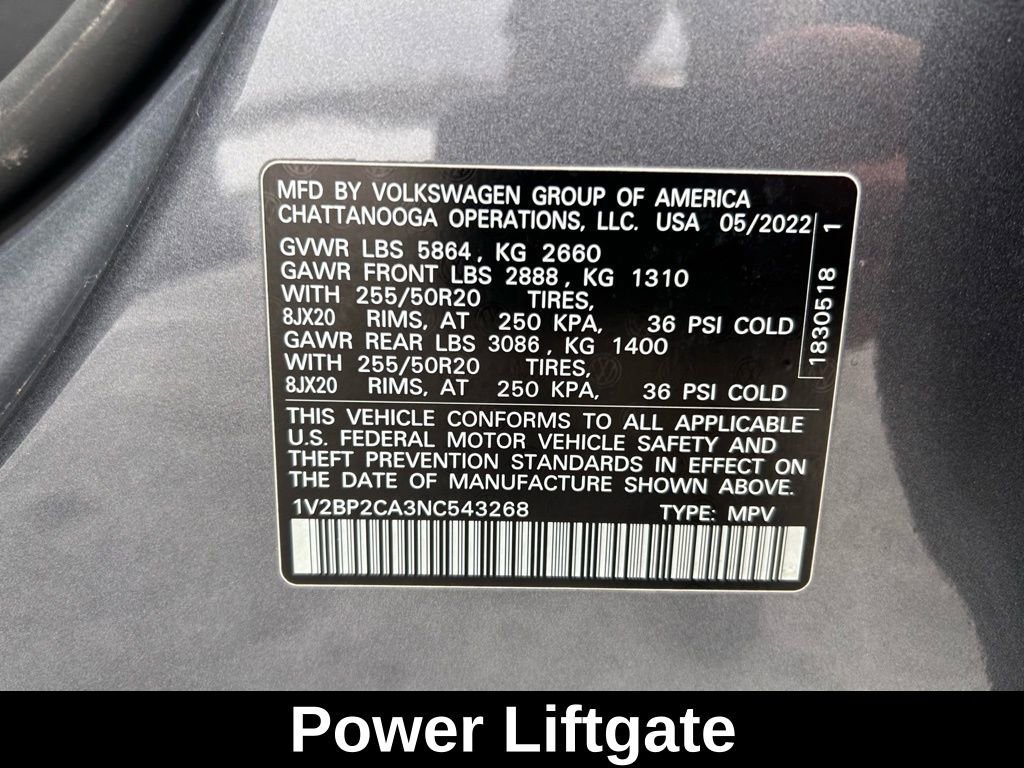 MFD BY VOLKSWAGEN GROUP OF AMERICA
CHATTANOOGA OPERATIONS, LLC. USA 05/2022
GVWR LBS 5864, KG 2660
GAWR FRONT LBS 2888, KG 1310
WITH 255/50R20 TIRES,
8JX20 RIMS, AT 250 KPA, 36 PSI COLD
GAWR REAR LBS 3086, KG 1400
WITH 255/50R20 TIRES,
8JX20 RIMS, AT 250 KPA, 36 PSI COLD
1830518 1
THIS VEHICLE CONFORMS TO ALL APPLICABLE
U.S. FEDERAL MOTOR VEHICLE SAFETY AND
THEFT PREVENTION STANDARDS IN EFFECT ON
THE DATE OF MANUFACTURE SHOWN ABOVE.
1V2BP2CA3NC543268 TYPE: MPV
Power Liftgate